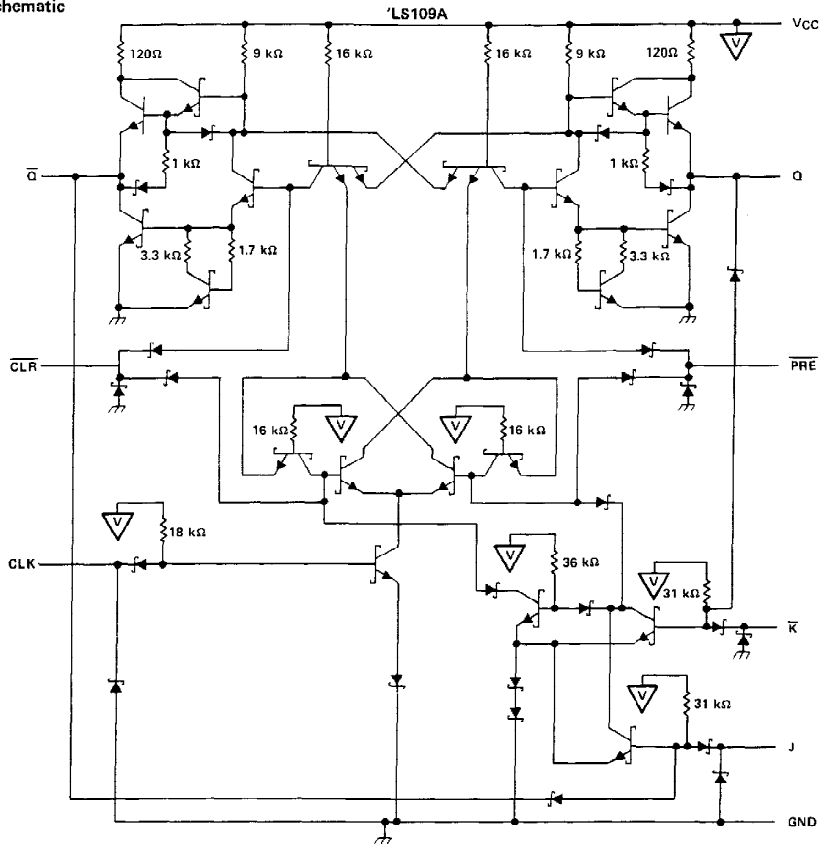 chematic
'LS109A
VCC
120Ω
9 kΩ
16 kΩ
16 kΩ
9 kΩ
120Ω
V
1 kΩ
1 kΩ
Q̅
Q
3.3 kΩ
1.7 kΩ
1.7 kΩ
3.3 kΩ
C̅L̅R̅
P̅R̅E̅
16 kΩ
V
V
16 kΩ
V
18 kΩ
CLK
V
36 kΩ
V
31 kΩ
K̅
V
31 kΩ
J
GND